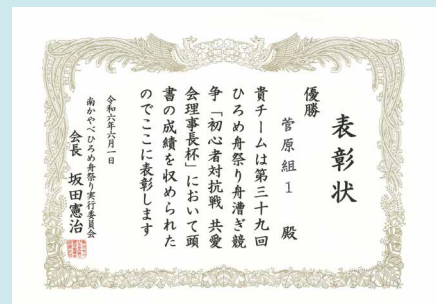 表彰状
優勝
菅原組1 殿
貴チームは第三十九回
ひろめ舟祭り舟漕ぎ競
争「初心者対抗戦 共愛
会理事長杯」において頭
書の成績を収められた
のでここに表彰します
令和六年六月一日
南かやべひろめ舟祭り実行委員会
会長 坂田憲治